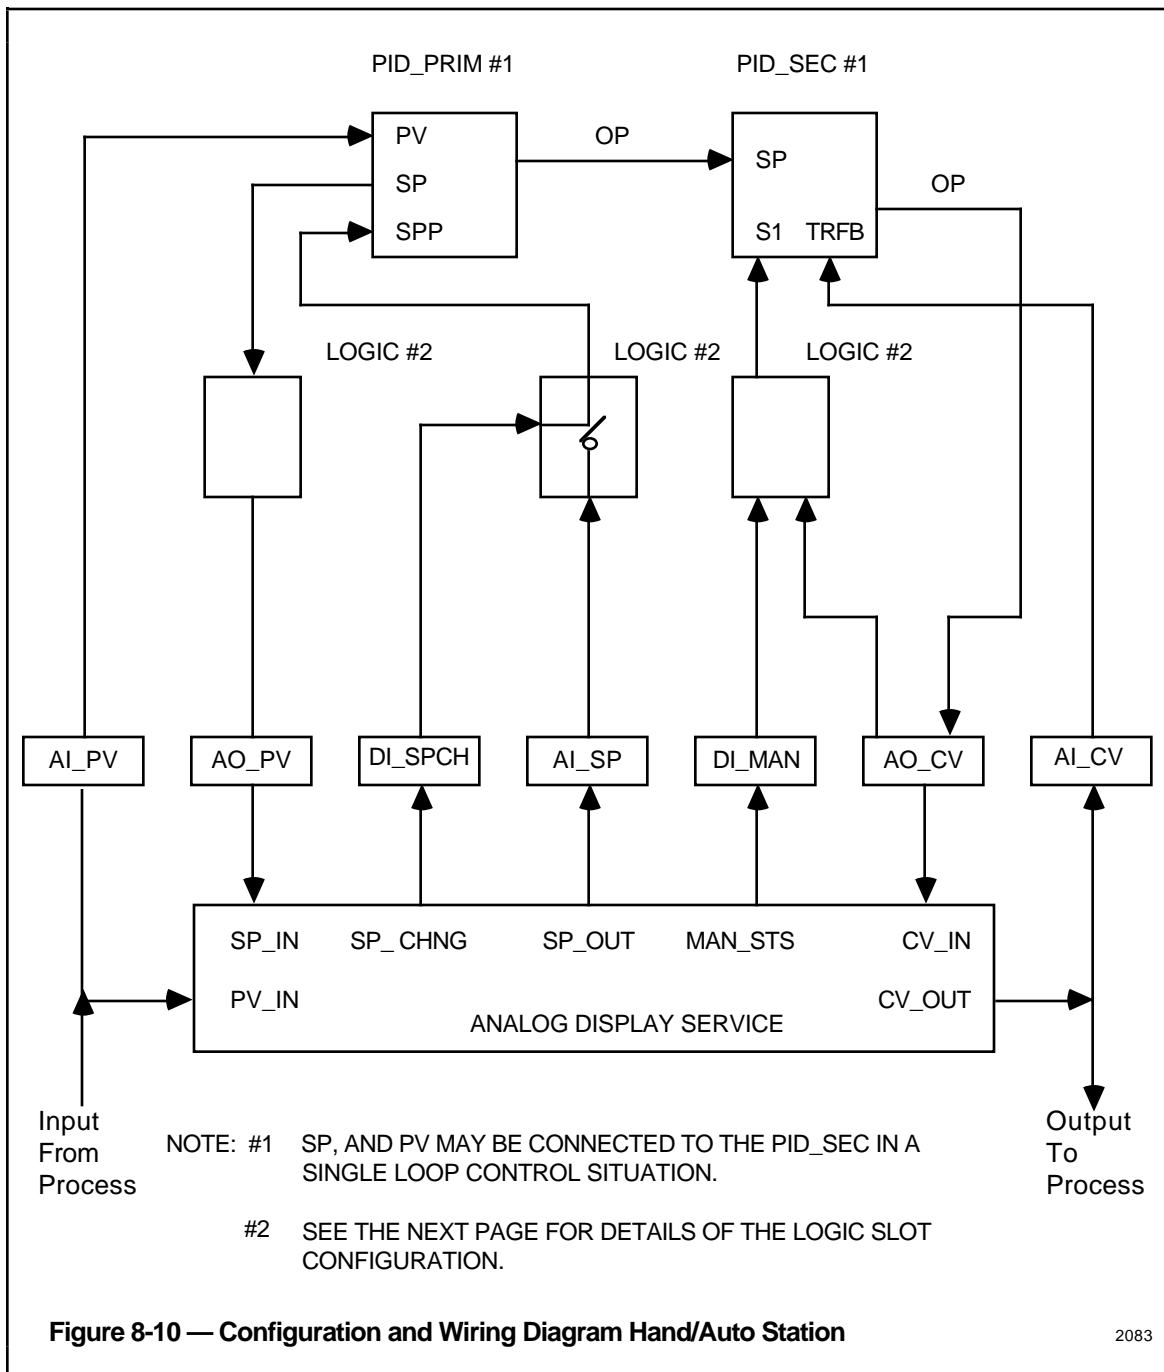 PID_PRIM #1
PID_SEC #1
PV
SP
SPP
OP
SP
S1 TRFB
OP
LOGIC #2
LOGIC #2
LOGIC #2
AI_PV
AO_PV
DI_SPCH
AI_SP
DI_MAN
AO_CV
AI_CV
SP_IN
SP_ CHNG
SP_OUT
MAN_STS
CV_IN
PV_IN
CV_OUT
ANALOG DISPLAY SERVICE
Input
From
Process
Output
To
Process
NOTE: #1 SP, AND PV MAY BE CONNECTED TO THE PID_SEC IN A
SINGLE LOOP CONTROL SITUATION.
#2 SEE THE NEXT PAGE FOR DETAILS OF THE LOGIC SLOT
CONFIGURATION.
Figure 8-10 — Configuration and Wiring Diagram Hand/Auto Station
2083